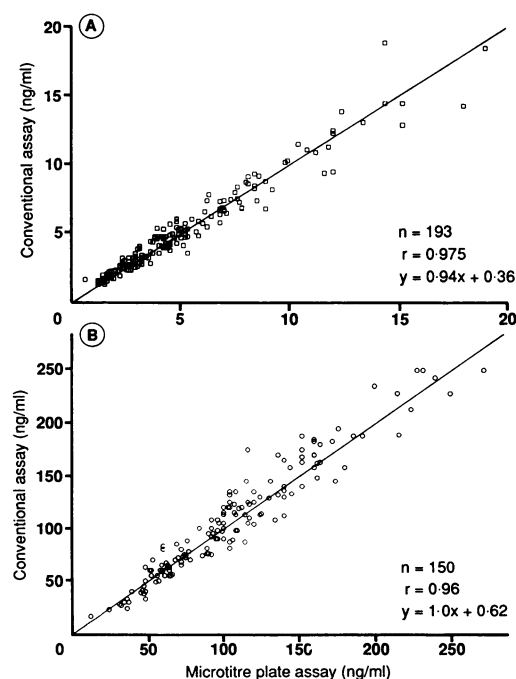 A
20
15
10
5
Conventional assay (ng/ml)
n = 193
r = 0·975
y = 0·94x + 0·36
0
5
10
15
20
B
250
200
150
100
50
Conventional assay (ng/ml)
n = 150
r = 0·96
y = 1·0x + 0·62
0
50
100
150
200
250
Microtitre plate assay (ng/ml)